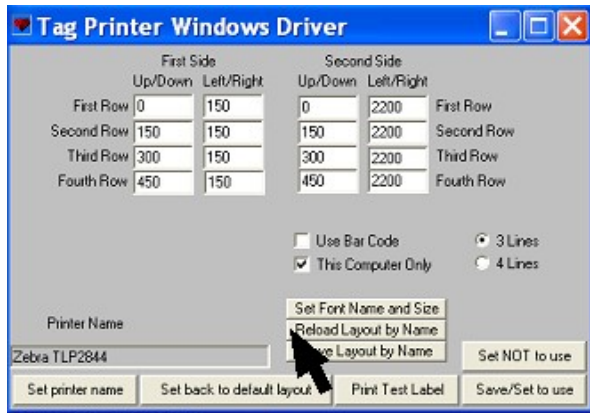 Tag Printer Windows Driver
First Side Second Side
Up/Down Left/Right Up/Down Left/Right
First Row 0 150 0 2200 First Row
Second Row 150 150 150 2200 Second Row
Third Row 300 150 300 2200 Third Row
Fourth Row 450 150 450 2200 Fourth Row
Use Bar Code 3 Lines
This Computer Only 4 Lines
Set Font Name and Size
Printer Name Reload Layout by Name
Zebra TLP2844 Layout by Name Set NOT to use
Set printer name Set back to default layout Print Test Label Save/Set to use